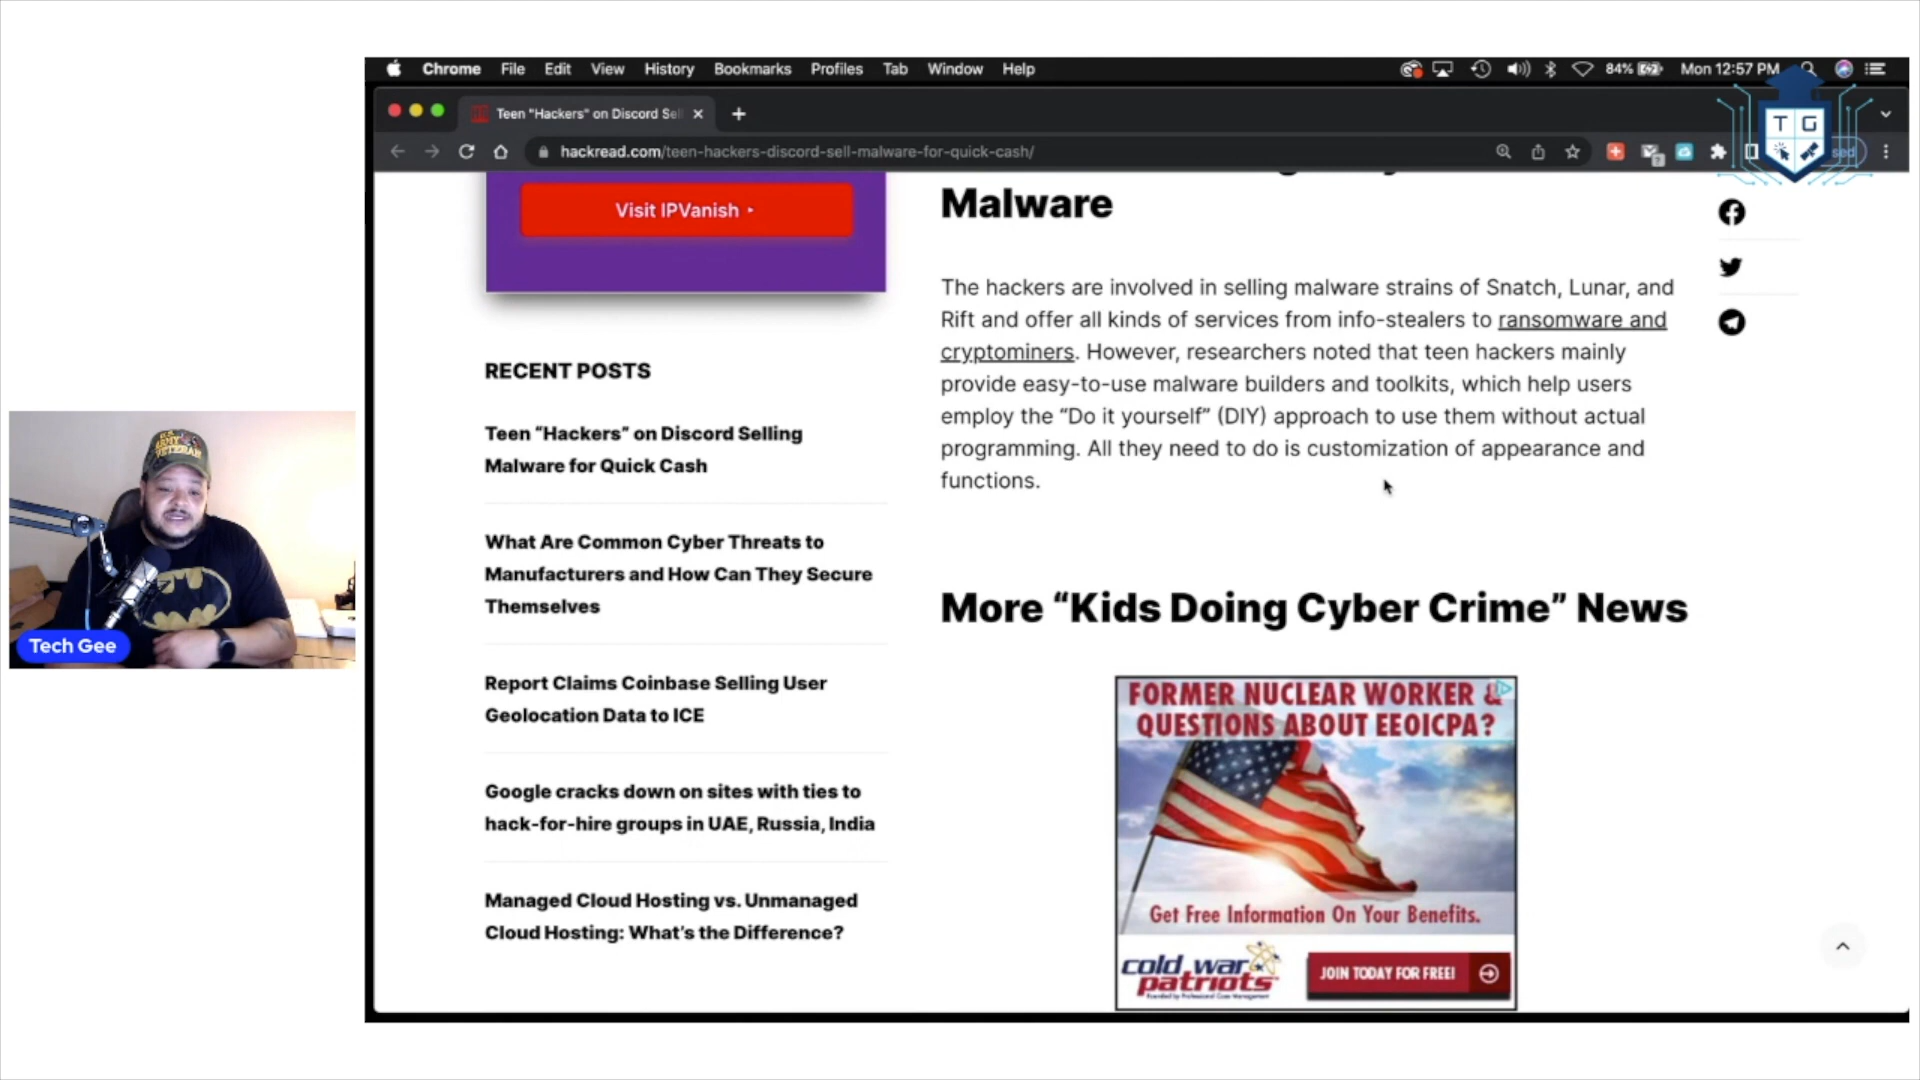 Chrome File Edit View History Bookmarks Profiles Tab Window Help
84% Mon 12:57 PM
Teen "Hackers" on Discord Sel
hackread.com/teen-hackers-discord-sell-malware-for-quick-cash/
T G
Visit IPVanish
RECENT POSTS
Teen “Hackers” on Discord Selling
Malware for Quick Cash
What Are Common Cyber Threats to
Manufacturers and How Can They Secure
Themselves
Report Claims Coinbase Selling User
Geolocation Data to ICE
Google cracks down on sites with ties to
hack-for-hire groups in UAE, Russia, India
Managed Cloud Hosting vs. Unmanaged
Cloud Hosting: What’s the Difference?
Malware
The hackers are involved in selling malware strains of Snatch, Lunar, and
Rift and offer all kinds of services from info-stealers to ransomware and
cryptominers. However, researchers noted that teen hackers mainly
provide easy-to-use malware builders and toolkits, which help users
employ the “Do it yourself” (DIY) approach to use them without actual
programming. All they need to do is customization of appearance and
functions.
More “Kids Doing Cyber Crime” News
FORMER NUCLEAR WORKER &
QUESTIONS ABOUT EEOICPA?
Get Free Information On Your Benefits.
cold war
patriots
Founded by Professional Case Management
JOIN TODAY FOR FREE!
U.S.
ARMY
VETERAN
Tech Gee